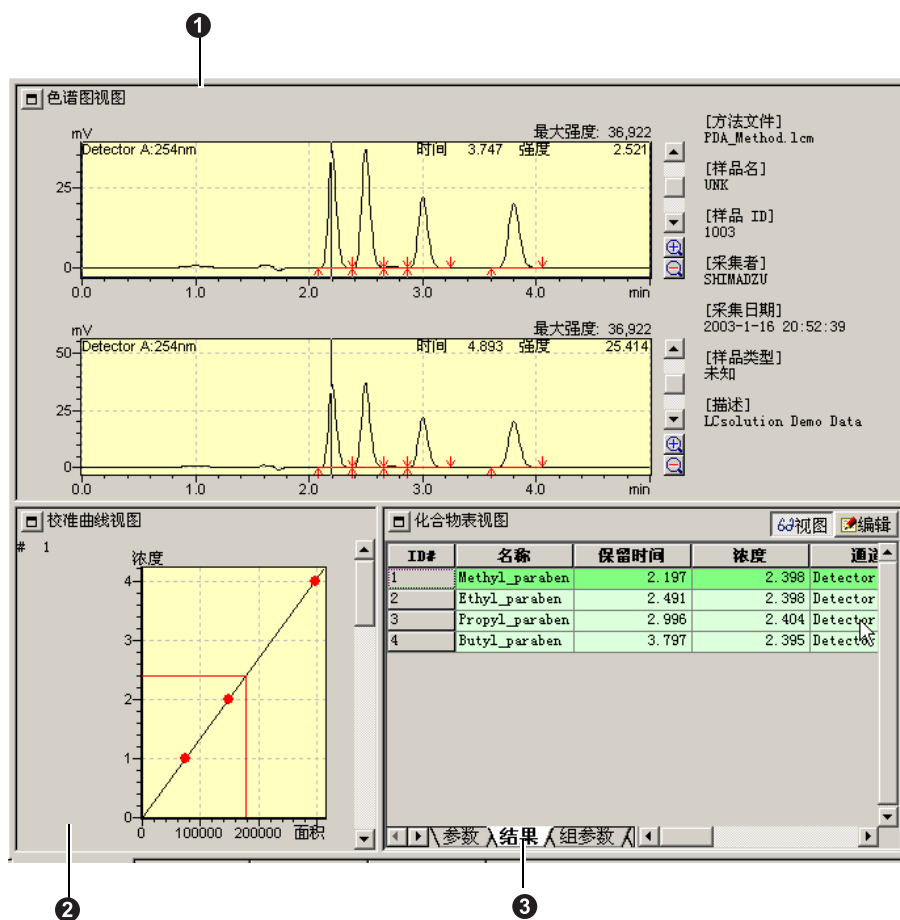 ❶
色谱图视图
mV
最大强度: 36,922
Detector A:254nm 时间 3.747 强度 2.521
25
0
0.0 1.0 2.0 3.0 4.0 min
mV
最大强度: 36,922
Detector A:254nm 时间 4.893 强度 25.414
50
25
0
0.0 1.0 2.0 3.0 4.0 min
[方法文件]
PDA_Method.lcm
[样品名]
UNK
[样品 ID]
1003
[采集者]
SHIMADZU
[采集日期]
2003-1-16 20:52:39
[样品类型]
未知
[描述]
LCsolution Demo Data
校准曲线视图
# 1
浓度
4
3
2
1
0
0 100000 200000 面积
化合物表视图
视图 编辑
ID# 名称 保留时间 浓度 通道
1 Methyl_paraben 2.197 2.398 Detector
2 Ethyl_paraben 2.491 2.398 Detector
3 Propyl_paraben 2.996 2.404 Detector
4 Butyl_paraben 3.797 2.395 Detector
参数 结果 组参数
❷
❸